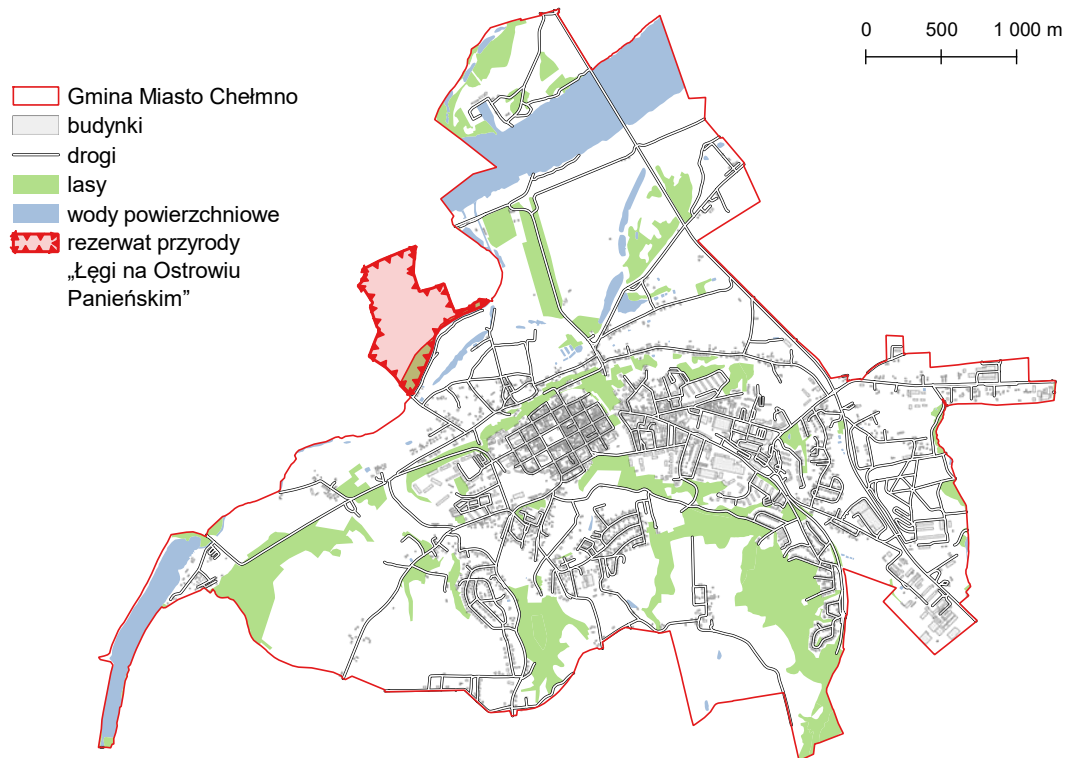 0 500 1 000 m
Gmina Miasto Chełmno
budynki
drogi
lasy
wody powierzchniowe
rezerwat przyrody
„Łęgi na Ostrowiu
Panieńskim”